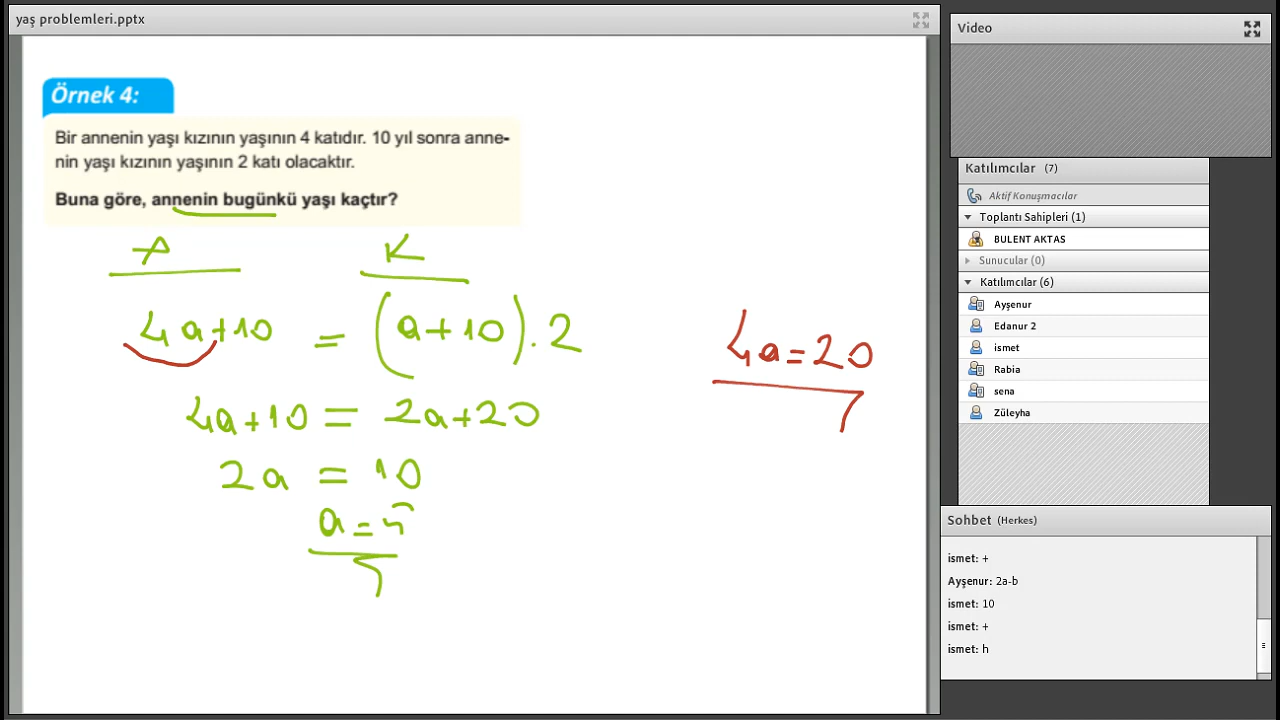 yaş problemleri.pptx
Örnek 4:
Bir annenin yaşı kızının yaşının 4 katıdır. 10 yıl sonra anne-
nin yaşı kızının yaşının 2 katı olacaktır.
Buna göre, annenin bugünkü yaşı kaçtır?
A K
4a+10 = (a+10).2
4a+10 = 2a+20
2a = 10
a = 5
4a=20
Video
Katılımcılar (7)
Aktif Konuşmacılar
Toplantı Sahipleri (1)
BULENT AKTAS
Sunucular (0)
Katılımcılar (6)
Ayşenur
Edanur 2
ismet
Rabia
sena
Züleyha
Sohbet (Herkes)
ismet: +
Ayşenur: 2a-b
ismet: 10
ismet: +
ismet: h